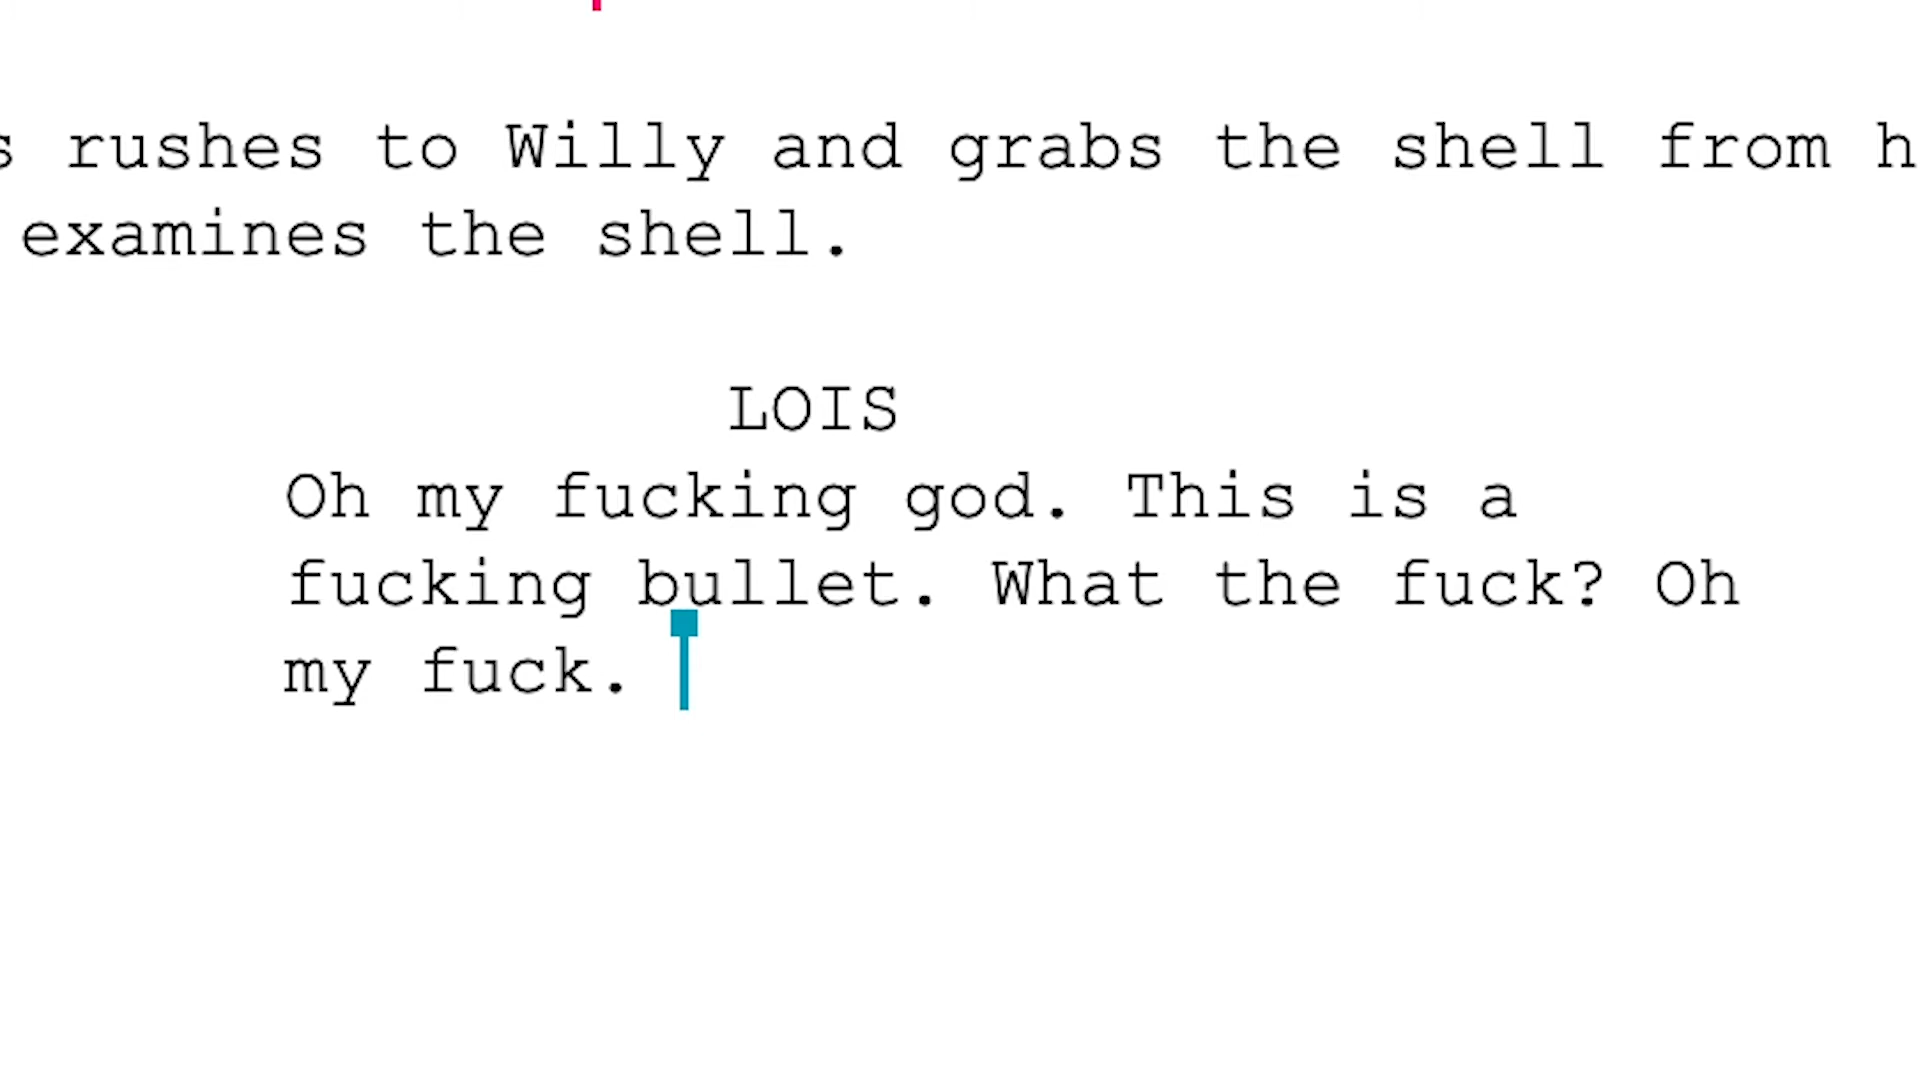 rushes to Willy and grabs the shell from
examines the shell.
LOIS
Oh my fucking god. This is a
fucking bullet. What the fuck? Oh
my fuck.